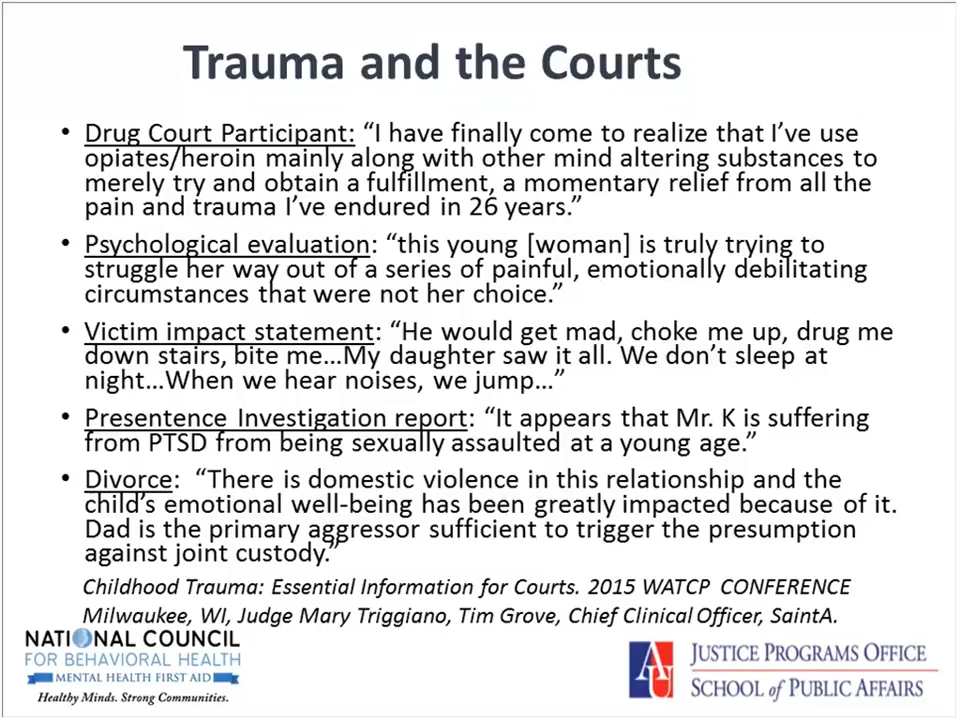 Trauma and the Courts
• Drug Court Participant: “I have finally come to realize that I’ve use
opiates/heroin mainly along with other mind altering substances to
merely try and obtain a fulfillment, a momentary relief from all the
pain and trauma I’ve endured in 26 years.”
• Psychological evaluation: “this young [woman] is truly trying to
struggle her way out of a series of painful, emotionally debilitating
circumstances that were not her choice.”
• Victim impact statement: “He would get mad, choke me up, drug me
down stairs, bite me…My daughter saw it all. We don’t sleep at
night…When we hear noises, we jump…”
• Presentence Investigation report: “It appears that Mr. K is suffering
from PTSD from being sexually assaulted at a young age.”
• Divorce:  “There is domestic violence in this relationship and the
child’s emotional well-being has been greatly impacted because of it.
Dad is the primary aggressor sufficient to trigger the presumption
against joint custody.”
Childhood Trauma: Essential Information for Courts. 2015 WATCP CONFERENCE
Milwaukee, WI, Judge Mary Triggiano, Tim Grove, Chief Clinical Officer, SaintA.
NATIONAL COUNCIL
FOR BEHAVIORAL HEALTH
MENTAL HEALTH FIRST AID
Healthy Minds. Strong Communities.
AU
JUSTICE PROGRAMS OFFICE
SCHOOL of PUBLIC AFFAIRS